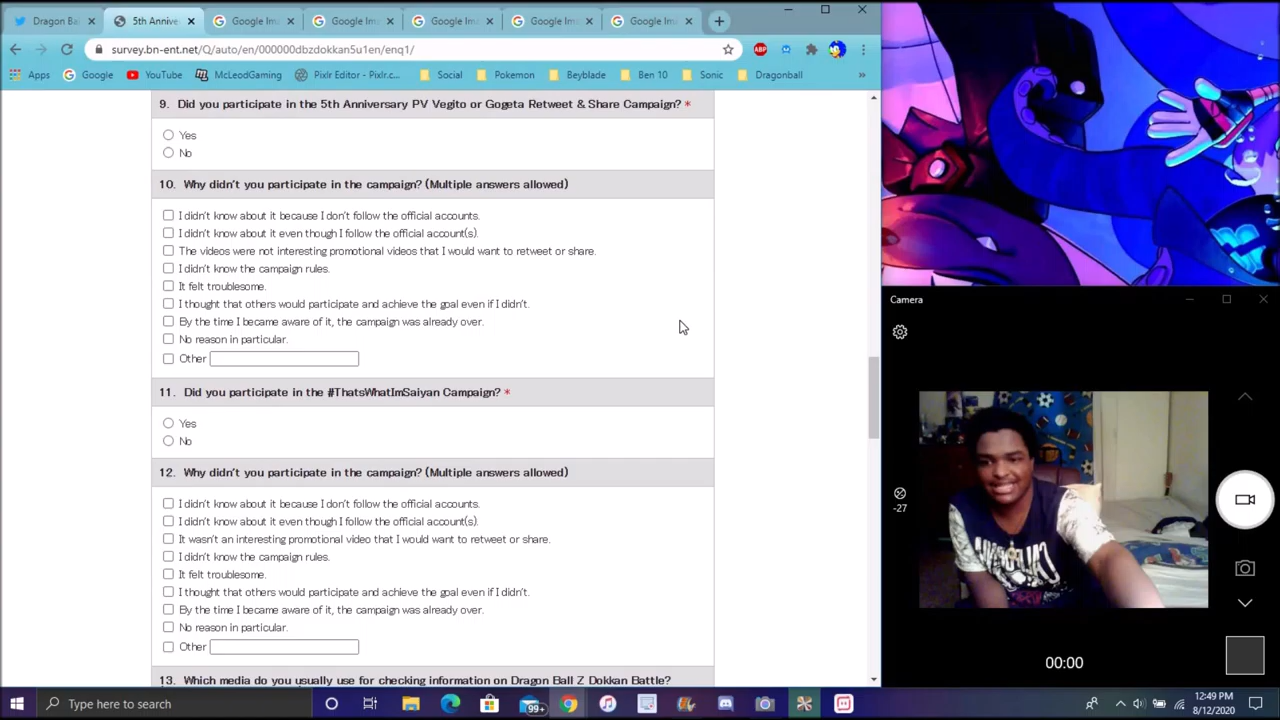 Dragon Ball
5th Annive
Google Im
Google Im
Google Im
Google Im
Google Im
survey.bn-ent.net/Q/auto/en/000000dbzdokkan5u1en/enq1/
ABP
Apps
Google
YouTube
McLeodGaming
Pixlr Editor - Pixlr.c...
Social
Pokemon
Beyblade
Ben 10
Sonic
Dragonball
»
9. Did you participate in the 5th Anniversary PV Vegito or Gogeta Retweet & Share Campaign? *
Yes
No
10. Why didn't you participate in the campaign? (Multiple answers allowed)
I didn't know about it because I don't follow the official accounts.
I didn't know about it even though I follow the official account(s).
The videos were not interesting promotional videos that I would want to retweet or share.
I didn't know the campaign rules.
It felt troublesome.
I thought that others would participate and achieve the goal even if I didn't.
By the time I became aware of it, the campaign was already over.
No reason in particular.
Other
11. Did you participate in the #ThatsWhatImSaiyan Campaign? *
Yes
No
12. Why didn't you participate in the campaign? (Multiple answers allowed)
I didn't know about it because I don't follow the official accounts.
I didn't know about it even though I follow the official account(s).
It wasn't an interesting promotional video that I would want to retweet or share.
I didn't know the campaign rules.
It felt troublesome.
I thought that others would participate and achieve the goal even if I didn't.
By the time I became aware of it, the campaign was already over.
No reason in particular.
Other
13. Which media do you usually use for checking information on Dragon Ball Z Dokkan Battle?
Camera
-27
00:00
Type here to search
99+
12:49 PM
8/12/2020